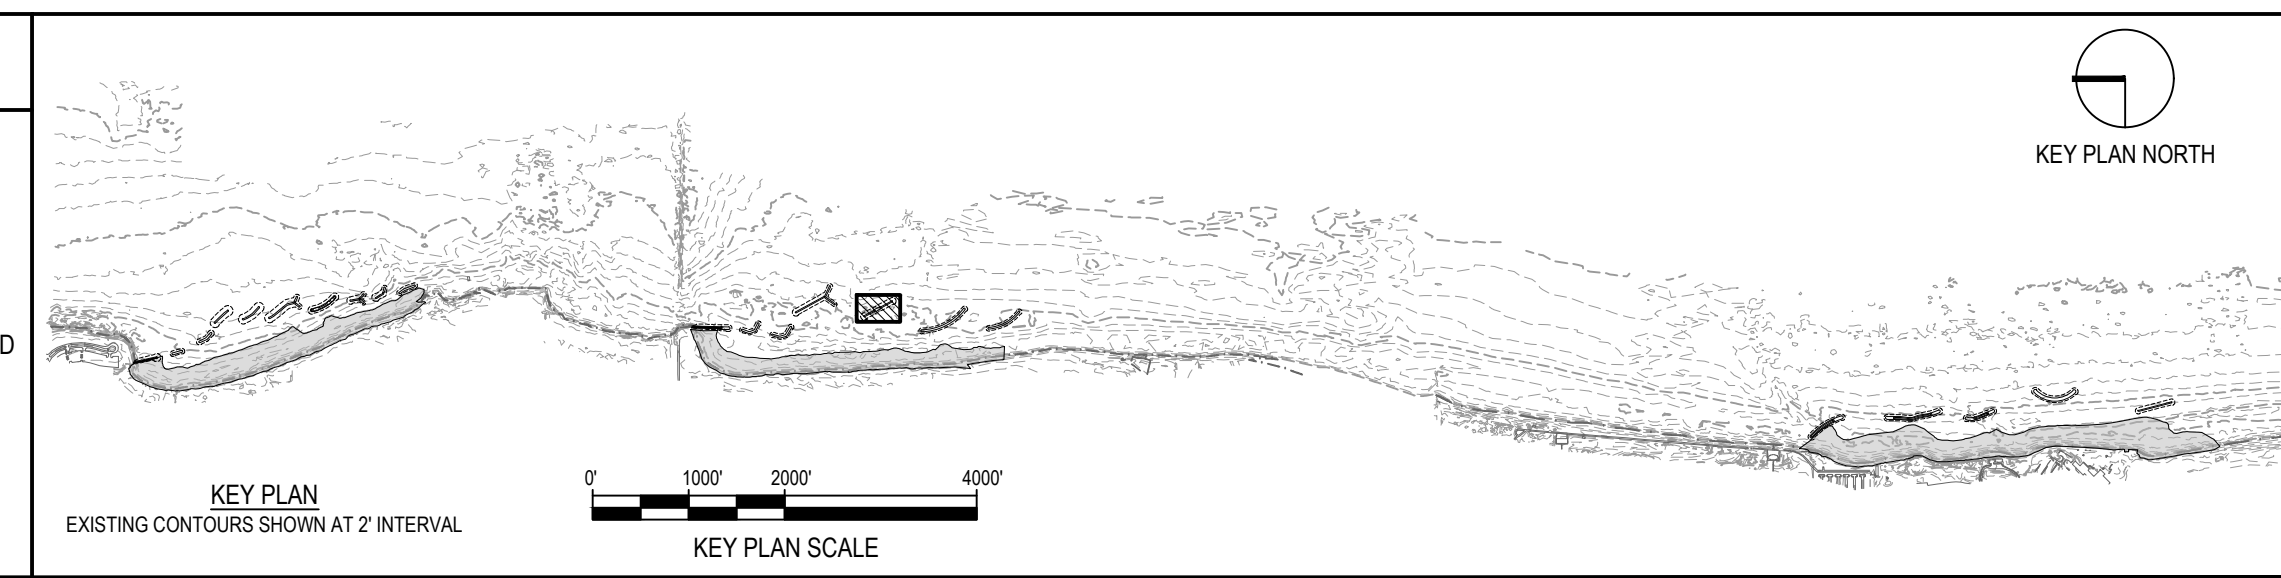 KEY PLAN NORTH
D
0' 1000' 2000' 4000'
KEY PLAN
EXISTING CONTOURS SHOWN AT 2' INTERVAL
KEY PLAN SCALE